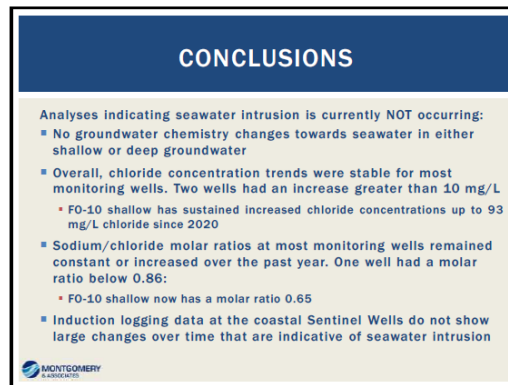 CONCLUSIONS
Analyses indicating seawater intrusion is currently NOT occurring:
▪ No groundwater chemistry changes towards seawater in either
shallow or deep groundwater
▪ Overall, chloride concentration trends were stable for most
monitoring wells. Two wells had an increase greater than 10 mg/L
▪ FO-10 shallow has sustained increased chloride concentrations up to 93
mg/L chloride since 2020
▪ Sodium/chloride molar ratios at most monitoring wells remained
constant or increased over the past year. One well had a molar
ratio below 0.86:
▪ FO-10 shallow now has a molar ratio 0.65
▪ Induction logging data at the coastal Sentinel Wells do not show
large changes over time that are indicative of seawater intrusion
MONTGOMERY
& ASSOCIATES